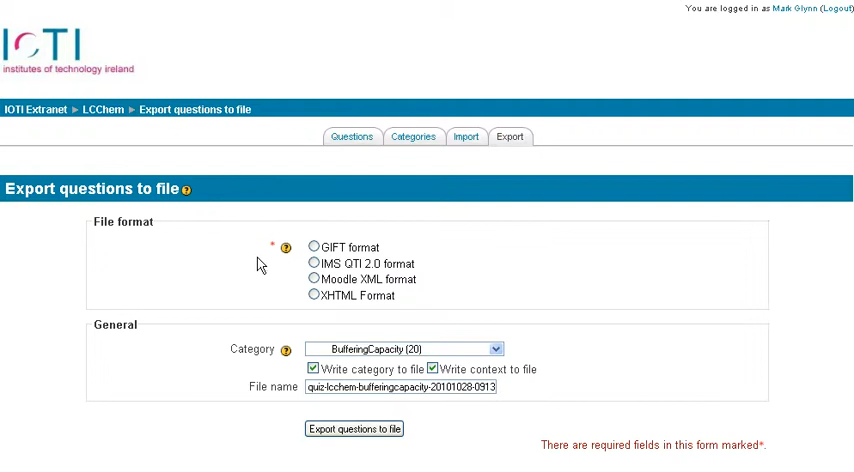 You are logged in as Mark Glynn (Logout)
IOTI
institutes of technology ireland
IOTI Extranet ► LCChem ► Export questions to file
Questions Categories Import Export
Export questions to file ?
File format
* ? GIFT format
IMS QTI 2.0 format
Moodle XML format
XHTML Format
General
Category ? BufferingCapacity (20)
Write category to file Write context to file
File name quiz-lcchem-bufferingcapacity-20101028-0913
Export questions to file
There are required fields in this form marked*.